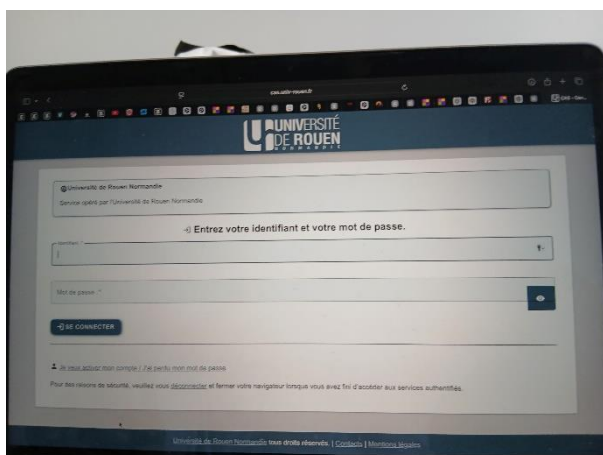 cas.univ-rouen.fr
UNIVERSITÉ
DE ROUEN
NORMANDIE
Université de Rouen Normandie
Service opéré par l'Université de Rouen Normandie
Entrez votre identifiant et votre mot de passe.
Identifiant : *
Mot de passe : *
SE CONNECTER
Je veux activer mon compte / J'ai perdu mon mot de passe
Pour des raisons de sécurité, veuillez vous déconnecter et fermer votre navigateur lorsque vous avez fini d'accéder aux services authentifiés.
Université de Rouen Normandie tous droits réservés. | Contacts | Mentions légales